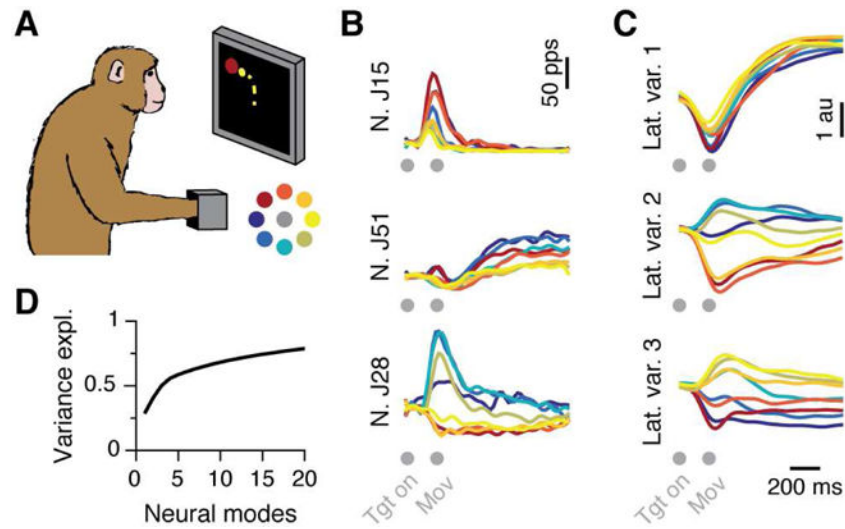 A
B
N. J15
50 pps
N. J51
N. J28
Tgt on
Mov
C
Lat. var. 1
1 au
Lat. var. 2
Lat. var. 3
Tgt on
Mov
200 ms
D
Variance expl.
1
0.5
0
0 5 10 15 20
Neural modes